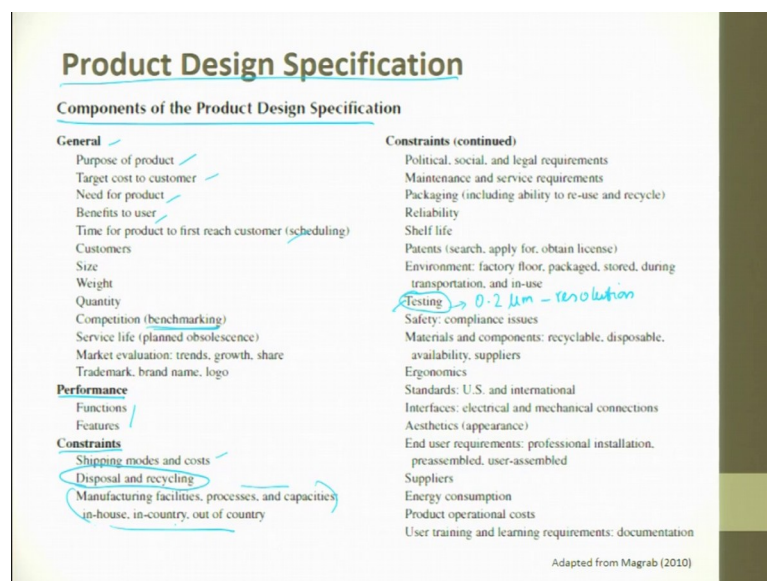 Product Design Specification
Components of the Product Design Specification
General
Purpose of product
Target cost to customer
Need for product
Benefits to user
Time for product to first reach customer (scheduling)
Customers
Size
Weight
Quantity
Competition (benchmarking)
Service life (planned obsolescence)
Market evaluation: trends, growth, share
Trademark, brand name, logo
Performance
Functions
Features
Constraints
Shipping modes and costs
Disposal and recycling
Manufacturing facilities, processes, and capacities
in-house, in-country, out of country
Constraints (continued)
Political, social, and legal requirements
Maintenance and service requirements
Packaging (including ability to re-use and recycle)
Reliability
Shelf life
Patents (search, apply for, obtain license)
Environment: factory floor, packaged, stored, during
transportation, and in-use
Testing → 0.2 μm - resolution
Safety: compliance issues
Materials and components: recyclable, disposable,
availability, suppliers
Ergonomics
Standards: U.S. and international
Interfaces: electrical and mechanical connections
Aesthetics (appearance)
End user requirements: professional installation,
preassembled, user-assembled
Suppliers
Energy consumption
Product operational costs
User training and learning requirements: documentation
Adapted from Magrab (2010)